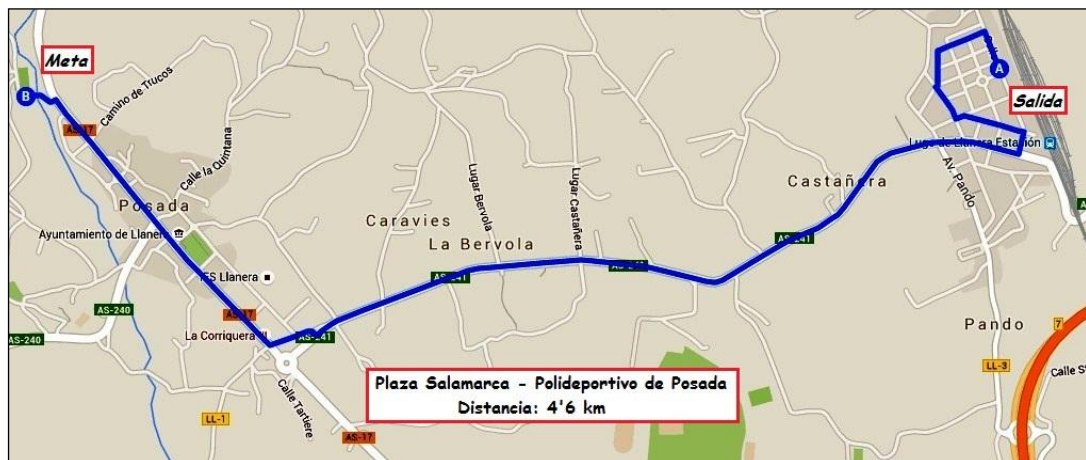 Meta
B
AS-17
Camino de Trucos
Calle la Quintana
Posada
Ayuntamiento de Llanera
IES Llanera
AS-240
AS-240
AS-17
La Corriquera
AS-241
Calle Tartiere
LL-1
AS-17
Caravies
La Bervola
Lugar Bervola
Lugar Castañera
AS-241
AS-241
Castañera
AS-241
A
Salida
Lugo de Llanera Estación
Av. Pando
Pando
7
LL-3
Plaza Salamarca - Polideportivo de Posada
Distancia: 4'6 km